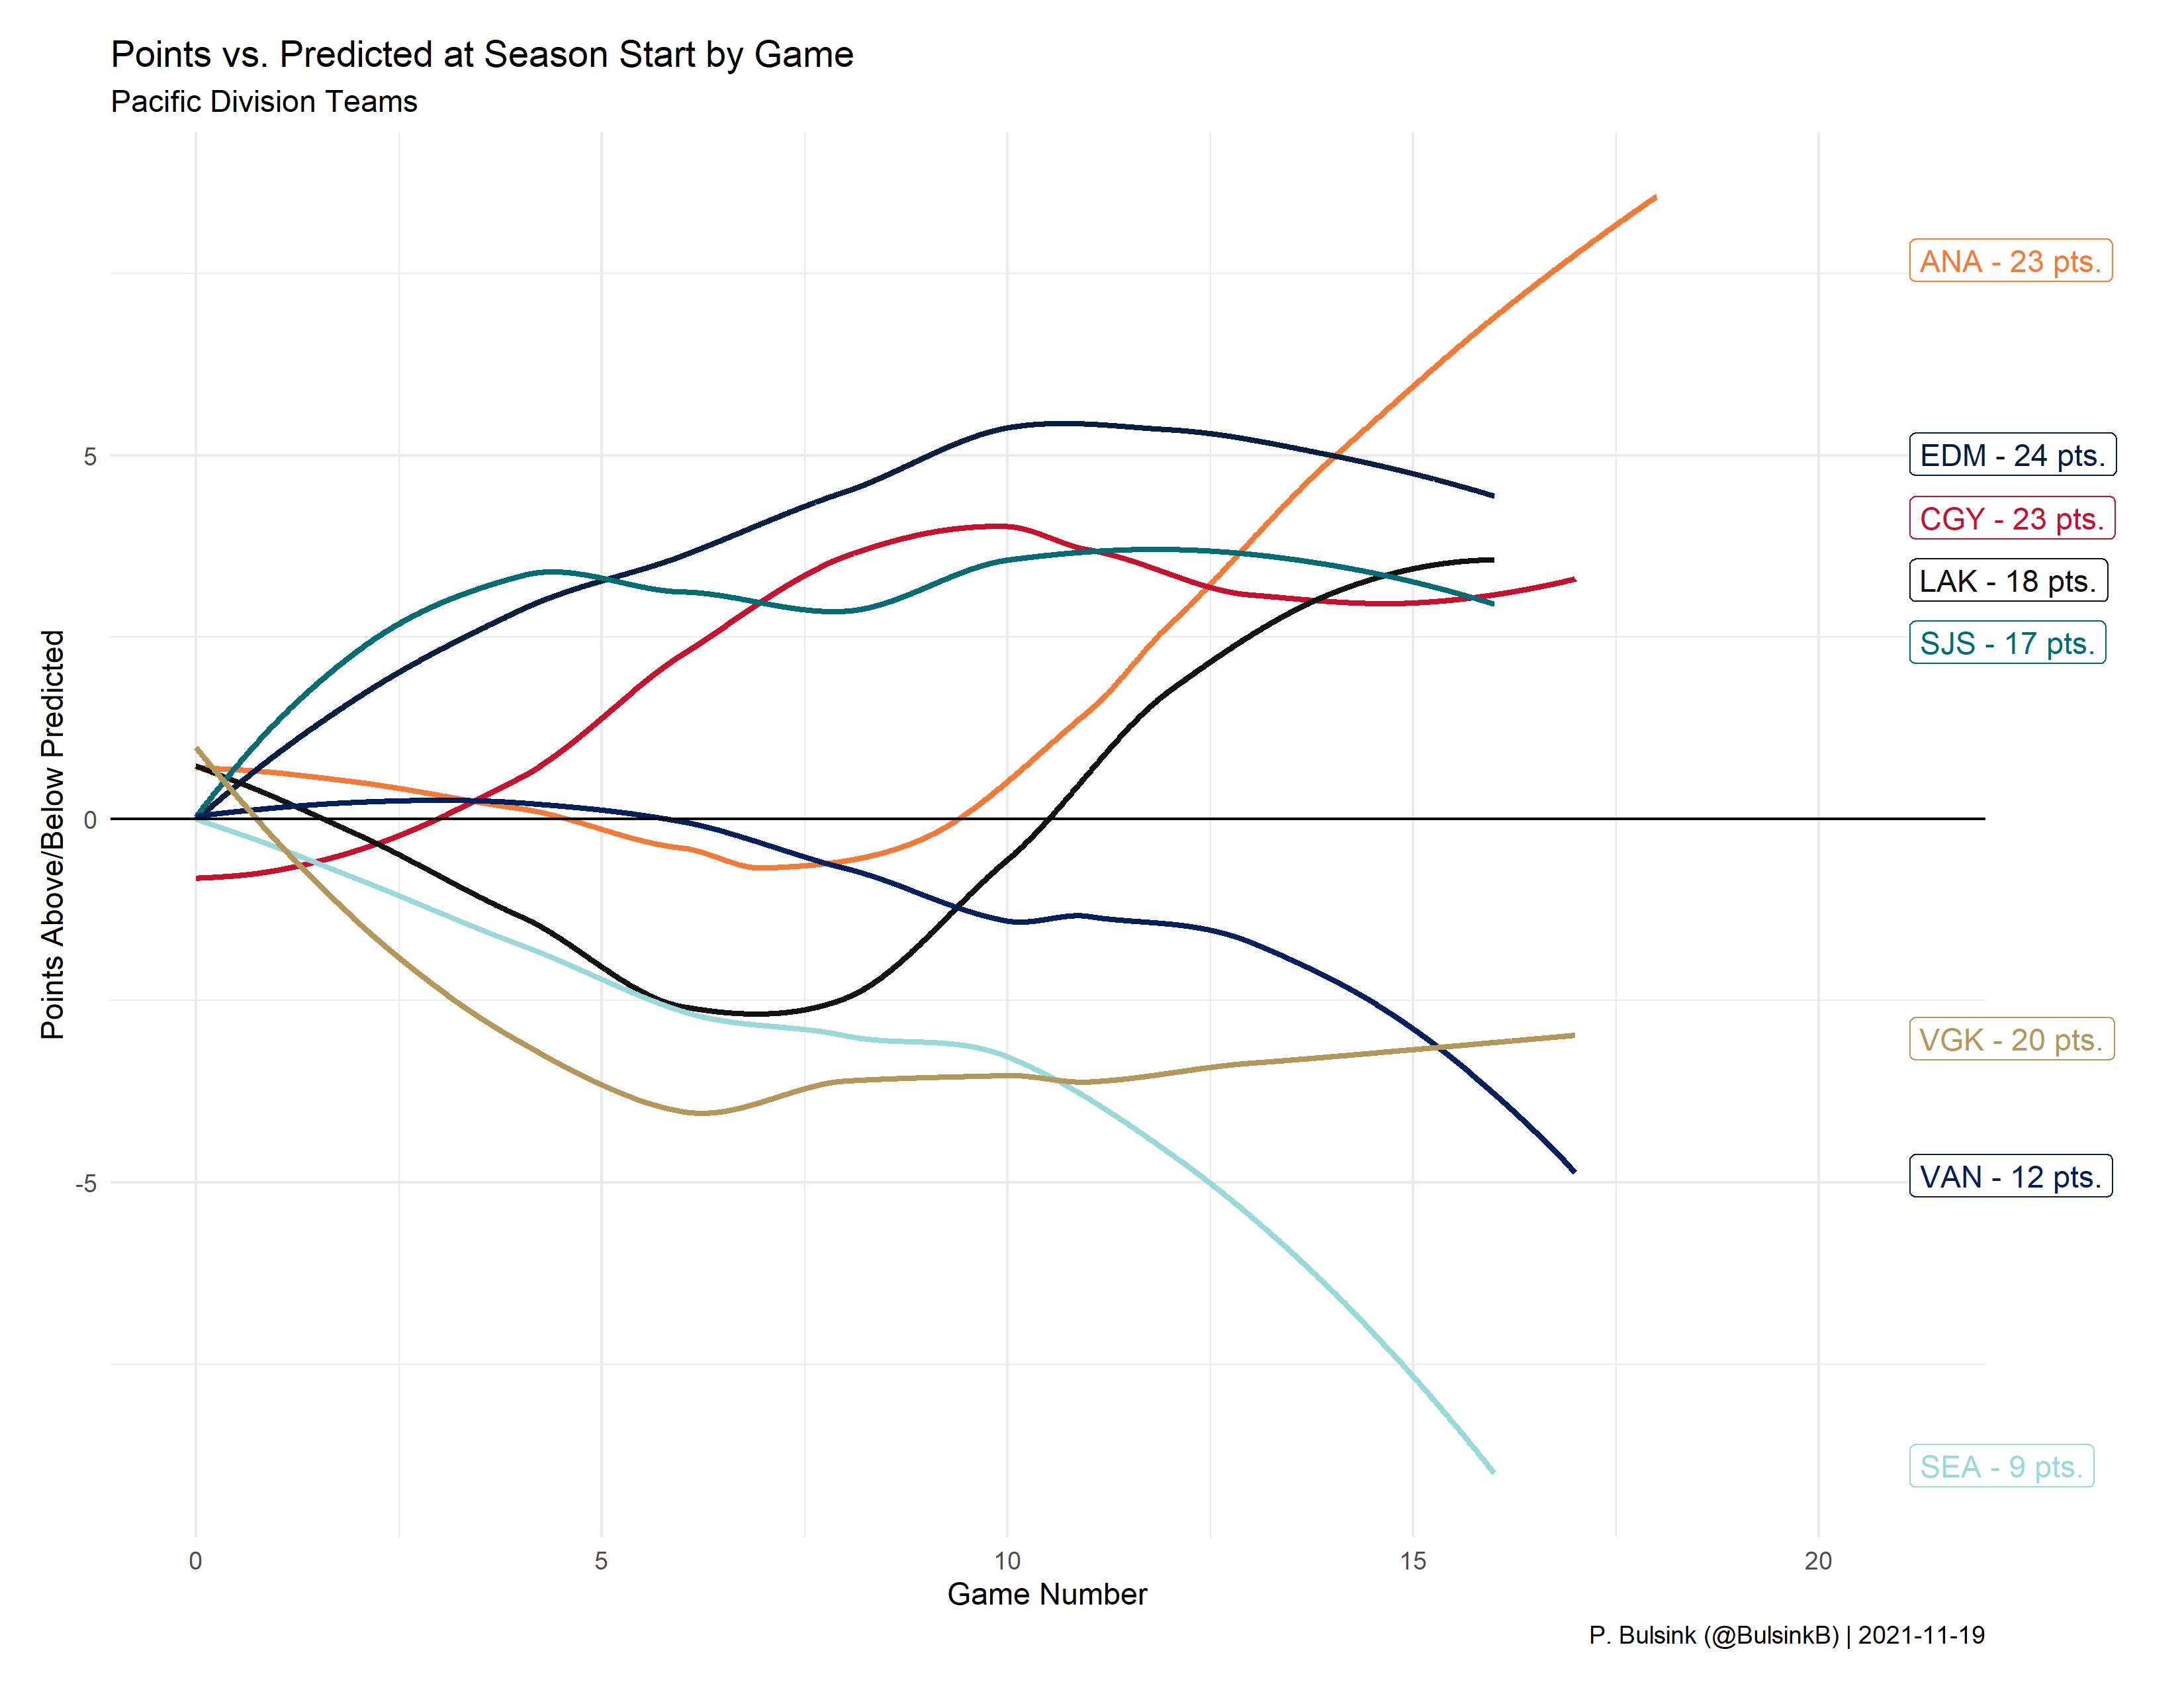 Points vs. Predicted at Season Start by Game
Pacific Division Teams
Points Above/Below Predicted
5
0
-5
ANA - 23 pts.
EDM - 24 pts.
CGY - 23 pts.
LAK - 18 pts.
SJS - 17 pts.
VGK - 20 pts.
VAN - 12 pts.
SEA - 9 pts.
0 5 10 15 20
Game Number
P. Bulsink (@BulsinkB) | 2021-11-19